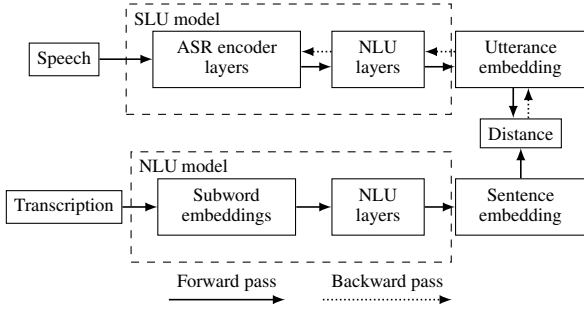 SLU model
Speech
ASR encoder
layers
NLU
layers
Utterance
embedding
Distance
NLU model
Transcription
Subword
embeddings
NLU
layers
Sentence
embedding
Forward pass
Backward pass